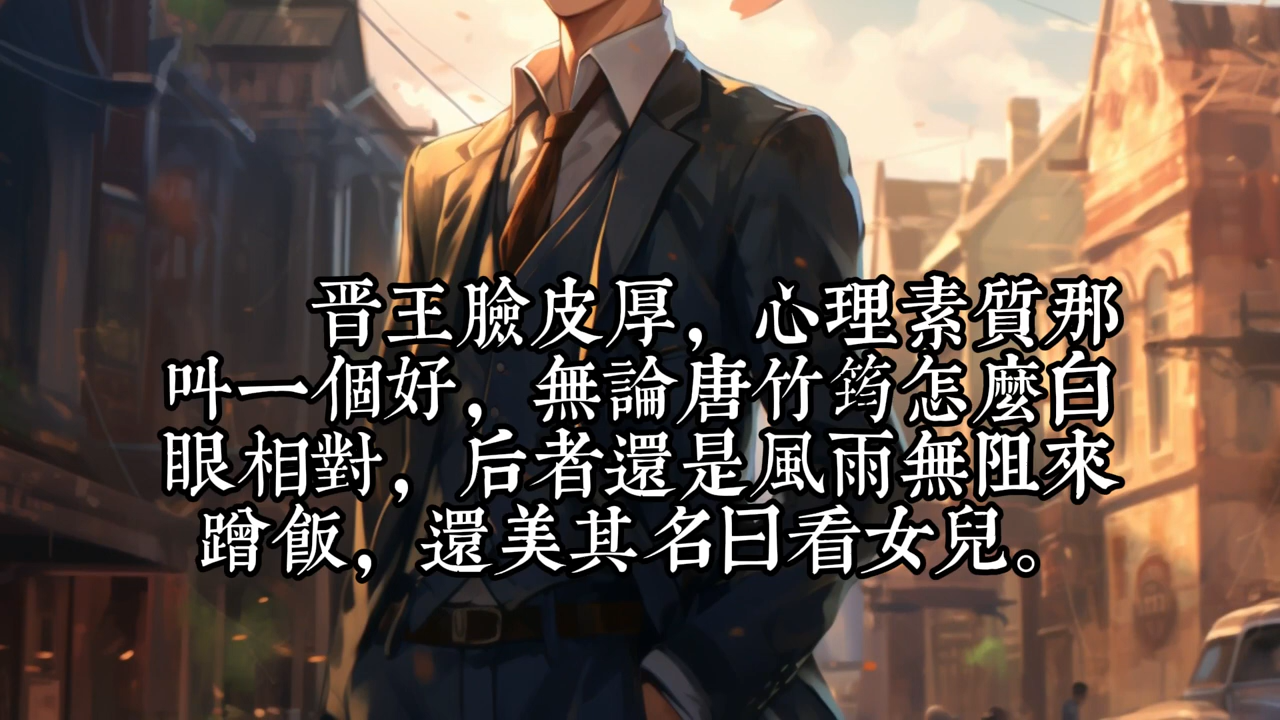 晋王臉皮厚，心理素質那
叫一個好，無論唐竹筠怎麼白
眼相對，后者還是風雨無阻來
蹭飯，還美其名曰看女兒。